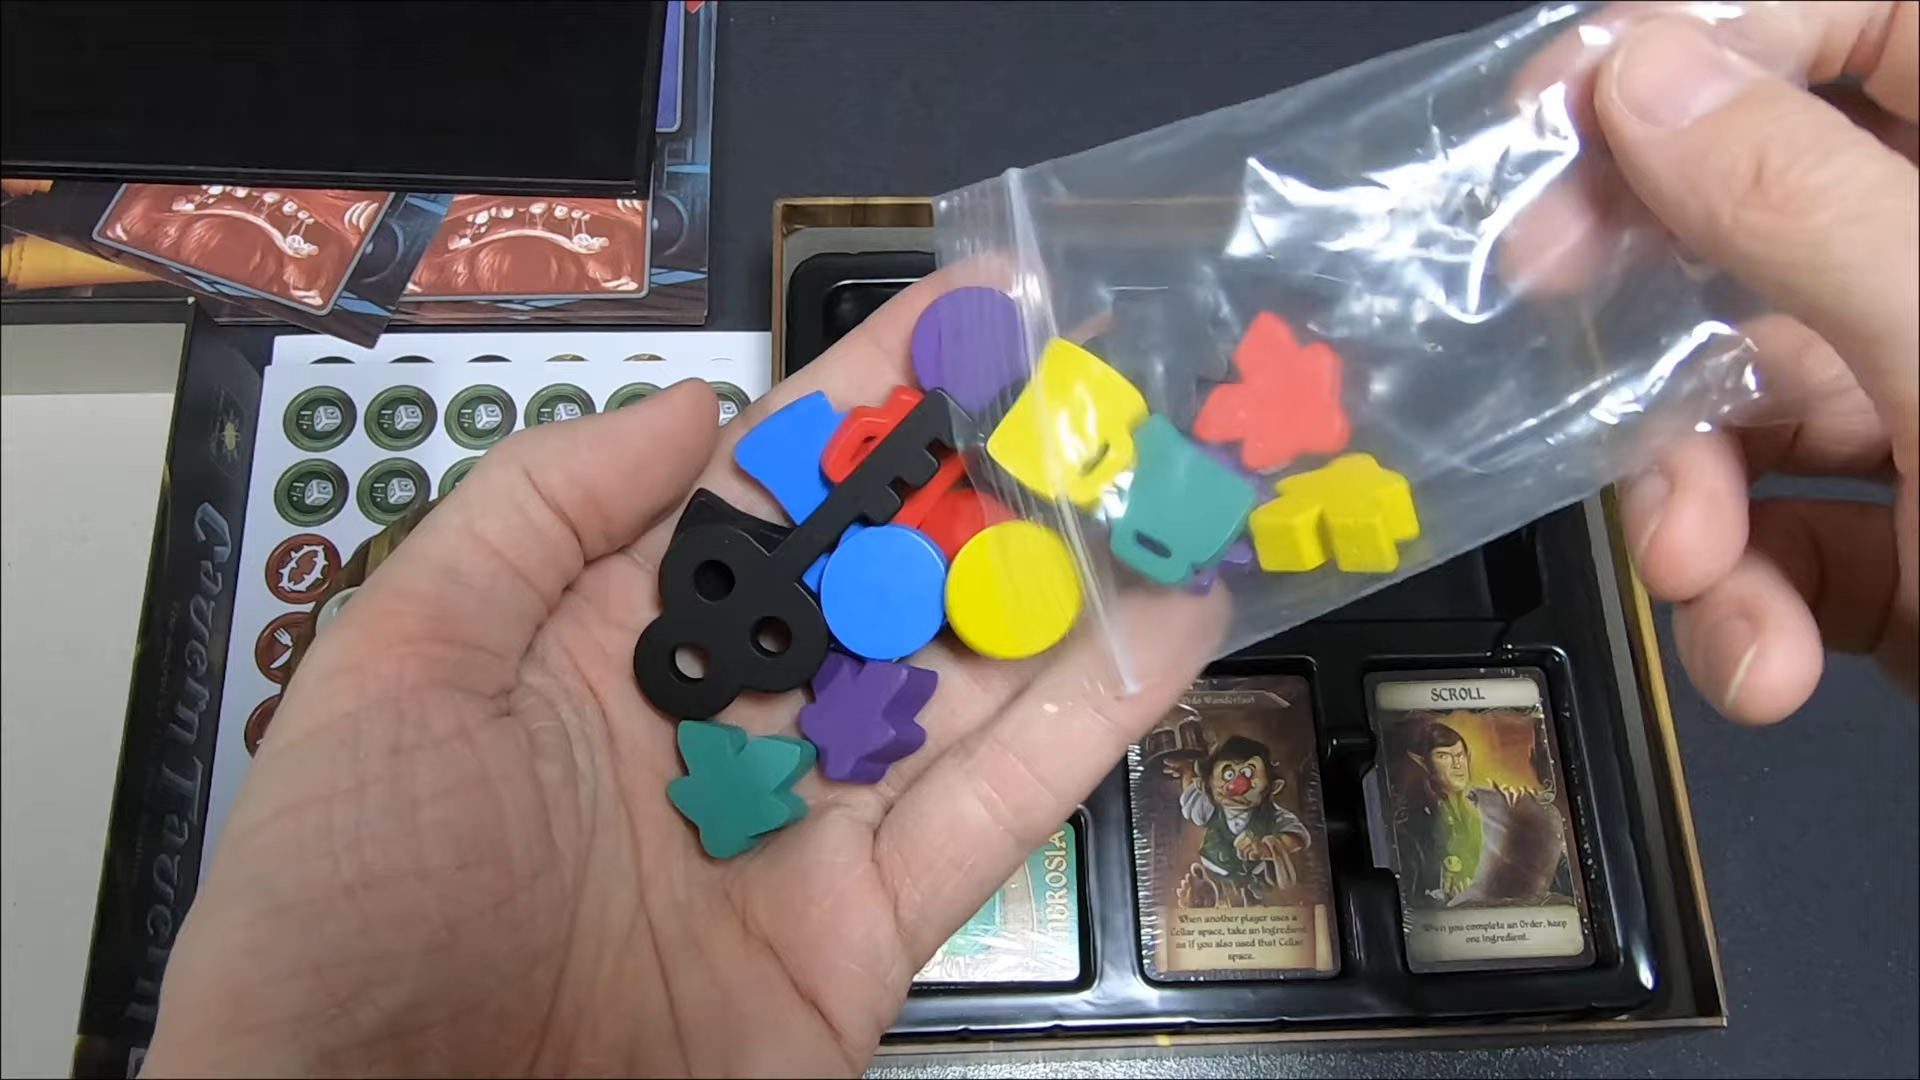 Cavern Tavern
SCROLL
When another player uses a
Cellar space, take an Ingredient
as if you also used that Cellar
space.
When you complete an Order, keep
one Ingredient.